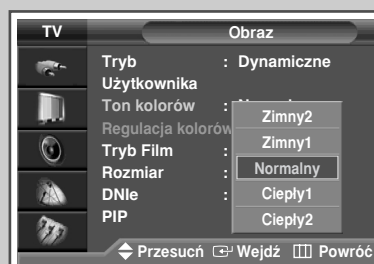 TV Obraz
Tryb : Dynamiczne
Użytkownika
Ton kolorów :
Regulacja kolorów
Tryb Film :
Rozmiar :
DNIe :
PIP
Zimny2
Zimny1
Normalny
Ciepły1
Ciepły2
Przesuń Wejdź Powrót